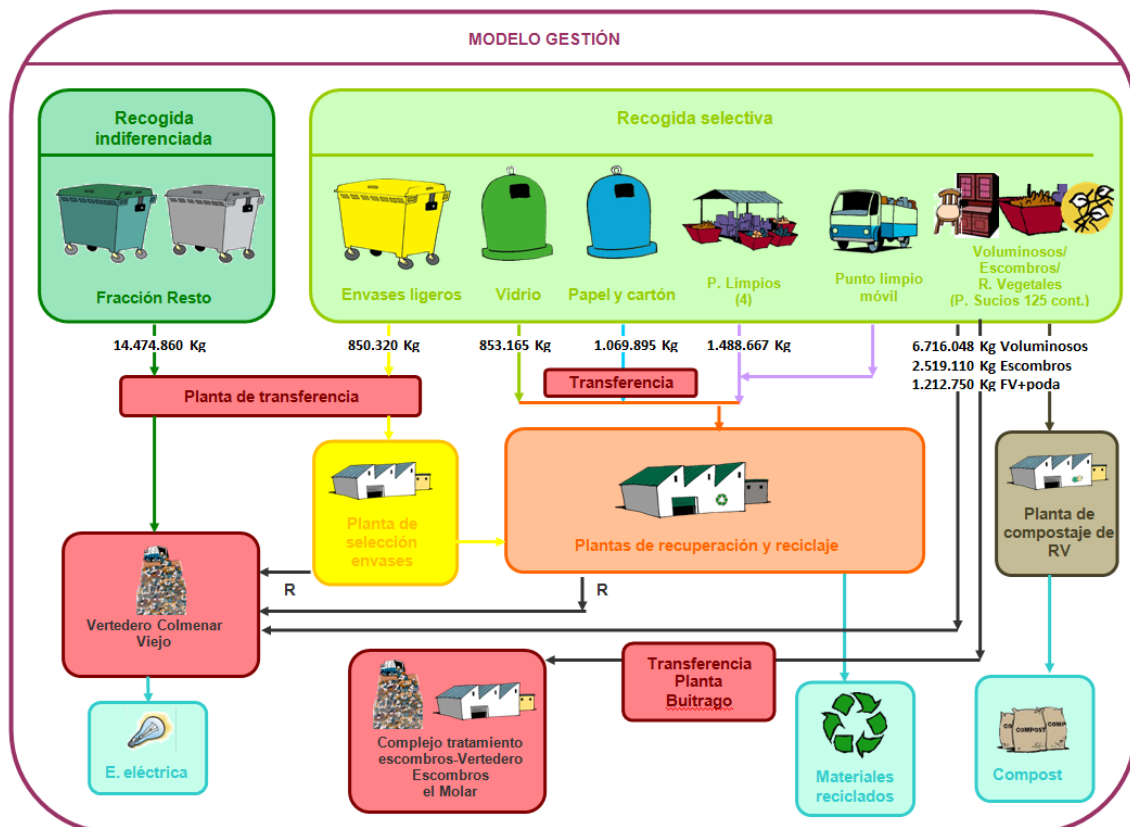 MODELO GESTIÓN
Recogida
indiferenciada
Fracción Resto
Recogida selectiva
Envases ligeros
Vidrio
Papel y cartón
P. Limpios
(4)
Punto limpio
móvil
Voluminosos/
Escombros/
R. Vegetales
(P. Sucios 125 cont.)
14.474.860 Kg
850.320 Kg
853.165 Kg
1.069.895 Kg
1.488.667 Kg
6.716.048 Kg Voluminosos
2.519.110 Kg Escombros
1.212.750 Kg FV+poda
Planta de transferencia
Transferencia
Planta de
selección
envases
Plantas de recuperación y reciclaje
Planta de
compostaje de
RV
R
R
Vertedero Colmenar
Viejo
Transferencia
Planta
Buitrago
Complejo tratamiento
escombros-Vertedero
Escombros
el Molar
E. eléctrica
Materiales
reciclados
COMPOST
Compost